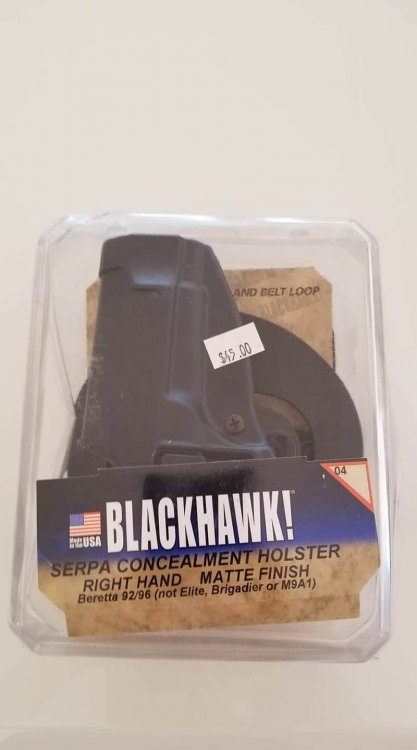 AND BELT LOOP
BLACKHAWK
$45.00
04
Made in the USA
BLACKHAWK!®
SERPA CONCEALMENT HOLSTER
RIGHT HAND MATTE FINISH
Beretta 92/96 (not Elite, Brigadier or M9A1)